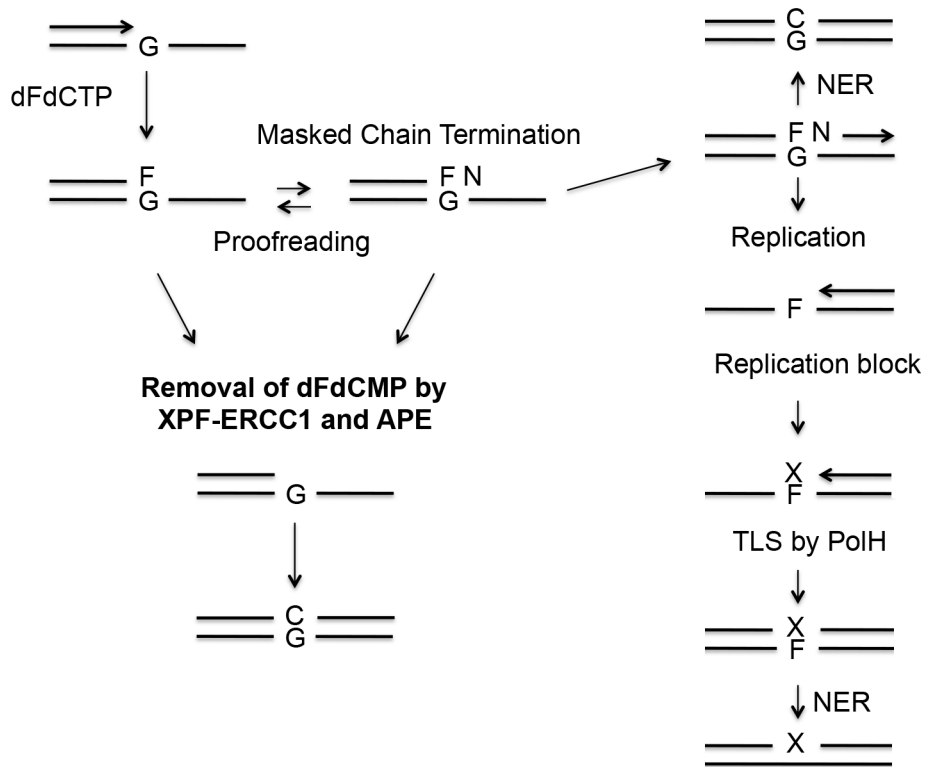 G
dFdCTP
F
G
Masked Chain Termination
F N
G
Proofreading
Removal of dFdCMP by
XPF-ERCC1 and APE
G
C
G
C
G
NER
F N
G
Replication
F
Replication block
X
F
TLS by PolH
X
F
NER
X